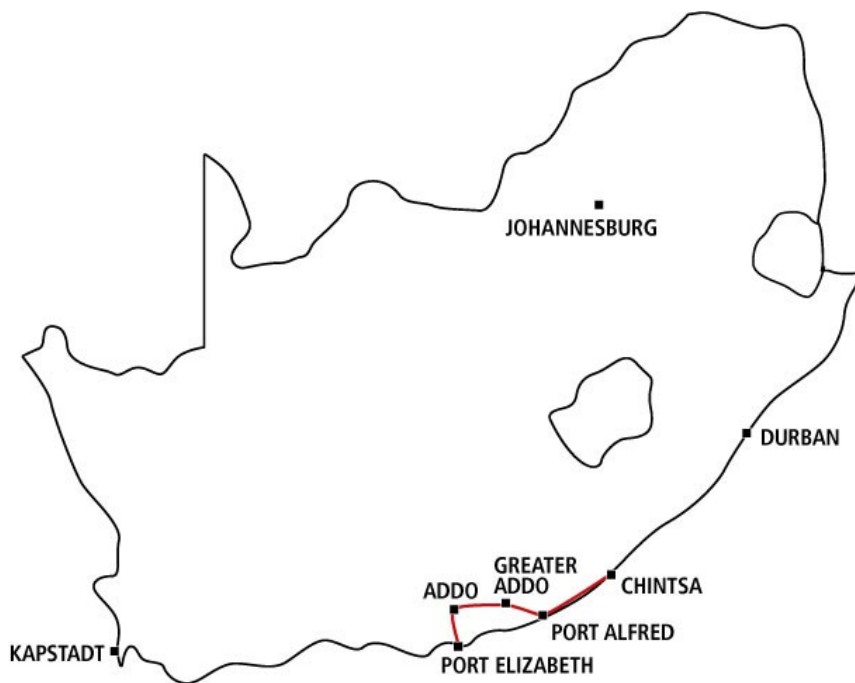 JOHANNESBURG
DURBAN
GREATER
ADDO
ADDO
CHINTSA
PORT ALFRED
KAPSTADT
PORT ELIZABETH